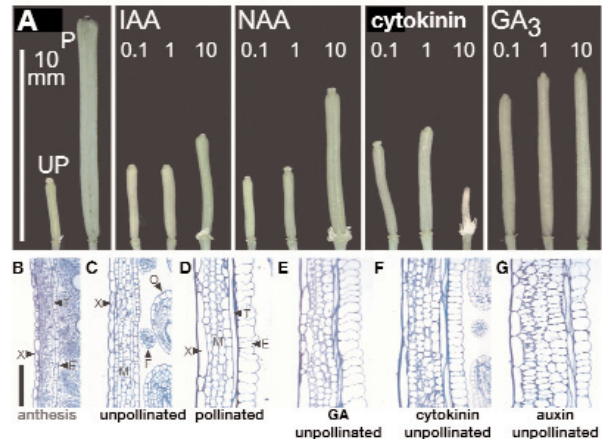 A P IAA NAA cytokinin GA3
0.1 1 10 0.1 1 10 0.1 1 10 0.1 1 10
10
mm
UP
B C D E F G
O
X T
X M E
X E F
M
anthesis unpollinated pollinated GA cytokinin auxin
unpollinated unpollinated unpollinated